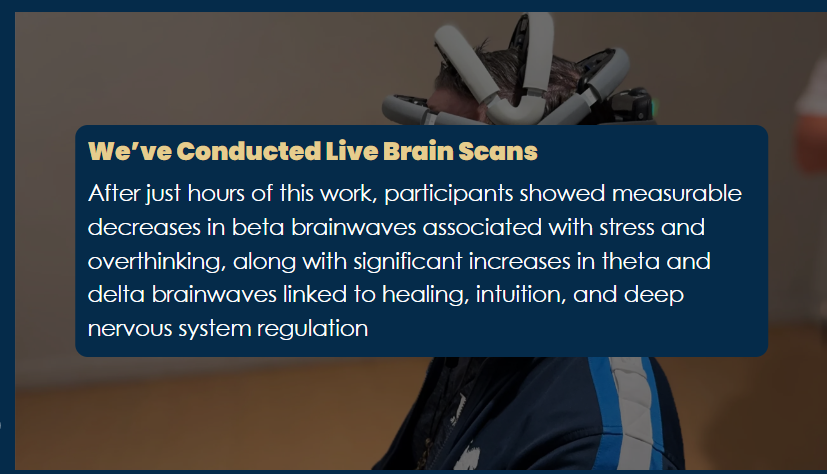 We've Conducted Live Brain Scans
After just hours of this work, participants showed measurable
decreases in beta brainwaves associated with stress and
overthinking, along with significant increases in theta and
delta brainwaves linked to healing, intuition, and deep
nervous system regulation